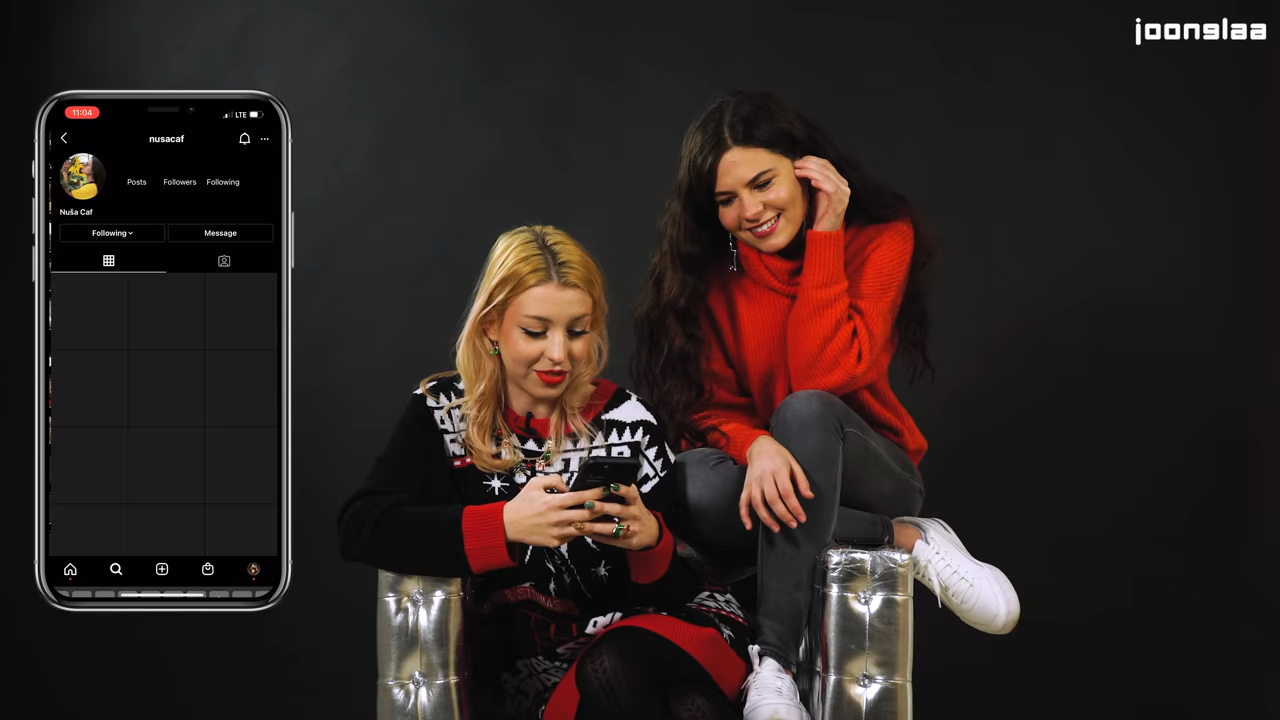 joonglaa
11:04
LTE
nusacaf
Posts Followers Following
Nuša Caf
Following
Message